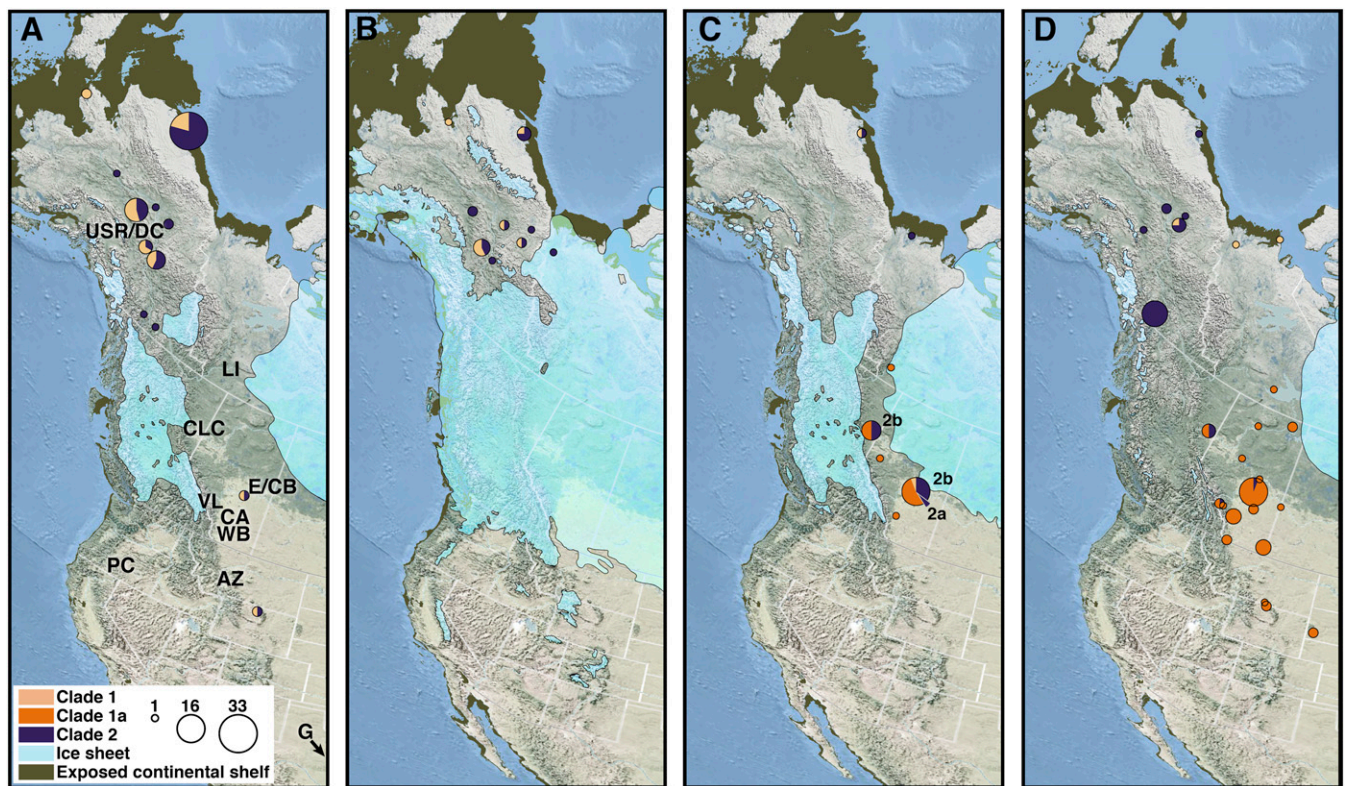 A
B
C
D
USR/DC
LI
CLC
E/CB
VL
CA
WB
PC
AZ
G
2b
2b
2a
Clade 1
Clade 1a
Clade 2
Ice sheet
Exposed continental shelf
1 16 33